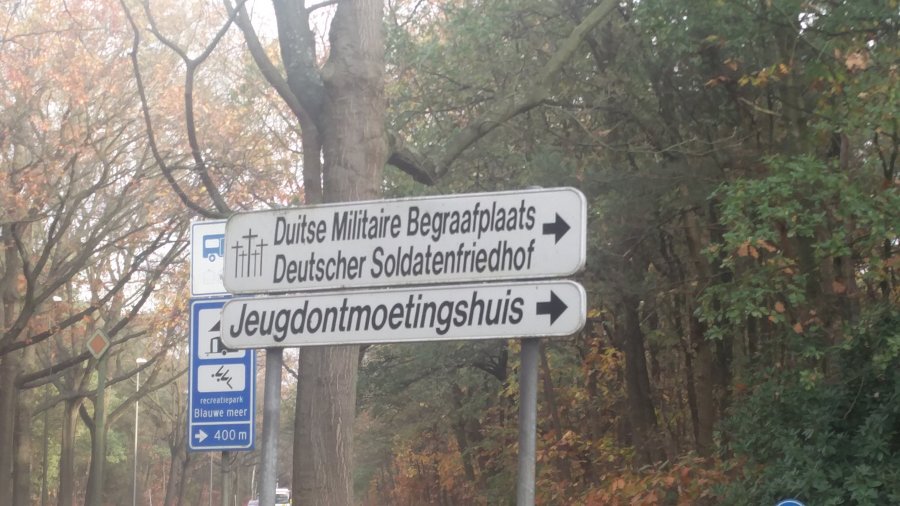 Duitse Militaire Begraafplaats
Deutscher Soldatenfriedhof
Jeugdontmoetingshuis
recreatiepark
Blauwe meer
400 m